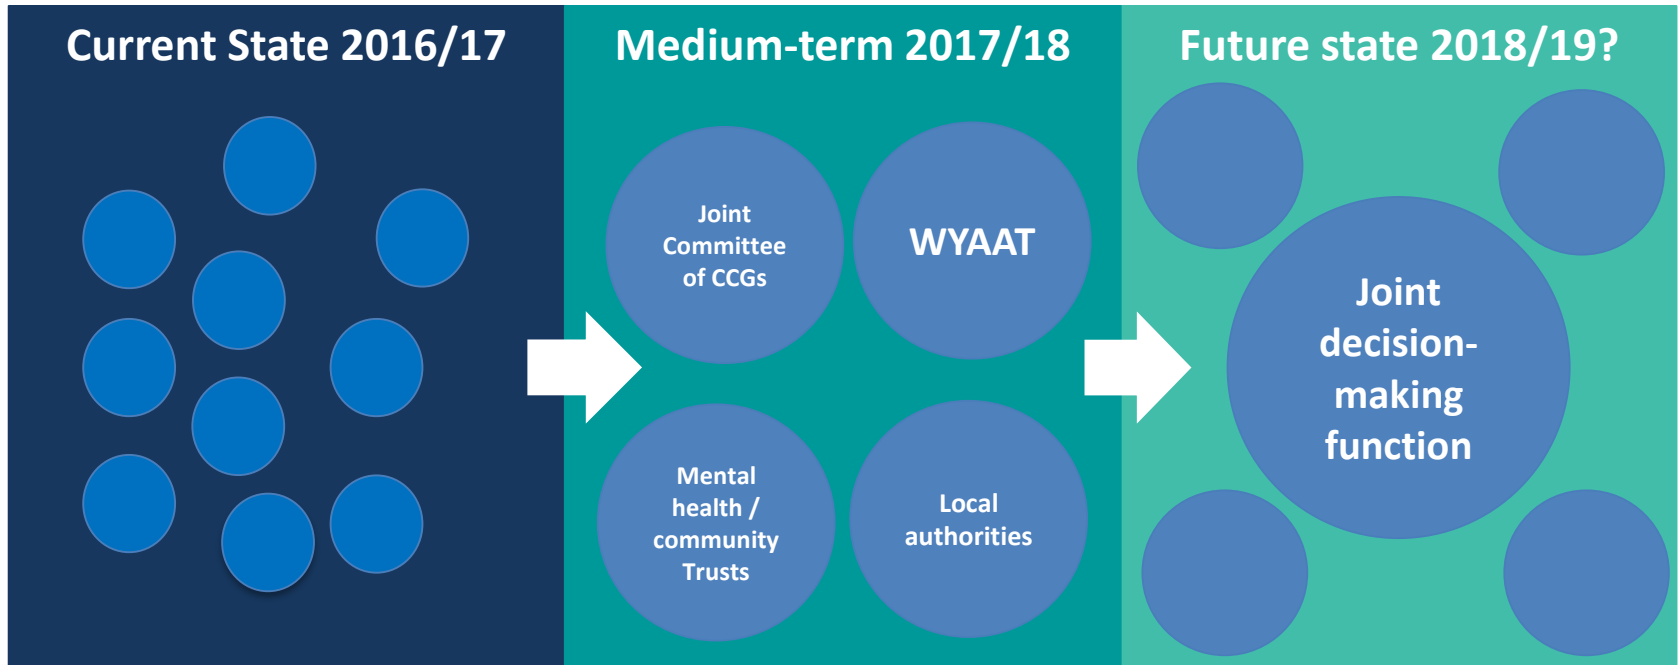 Current State 2016/17
Medium-term 2017/18
Future state 2018/19?
Joint
Committee
of CCGs
WYAAT
Mental
health /
community
Trusts
Local
authorities
Joint
decision-
making
function